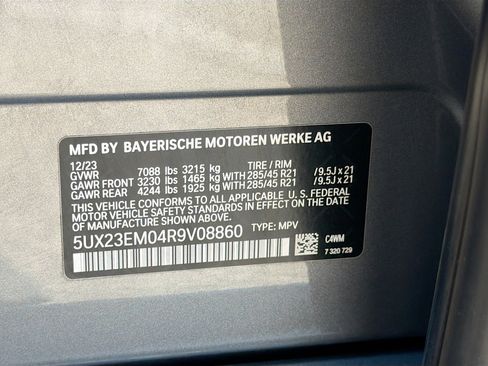 MFD BY BAYERISCHE MOTOREN WERKE AG
12/23
GVWR 7088 lbs 3215 kg TIRE / RIM
GAWR FRONT 3230 lbs 1465 kg WITH 285/45 R21 /9.5J x 21
GAWR REAR 4244 lbs 1925 kg WITH 285/45 R21 /9.5J x 21
THIS VEHICLE CONFORMS TO ALL APPLICABLE U.S. FEDERAL
MOTOR VEHICLE SAFETY STANDARDS IN EFFECT ON THE DATE
OF MANUFACTURE SHOWN ABOVE.
5UX23EM04R9V08860 TYPE: MPV
C4WM
7 320 729